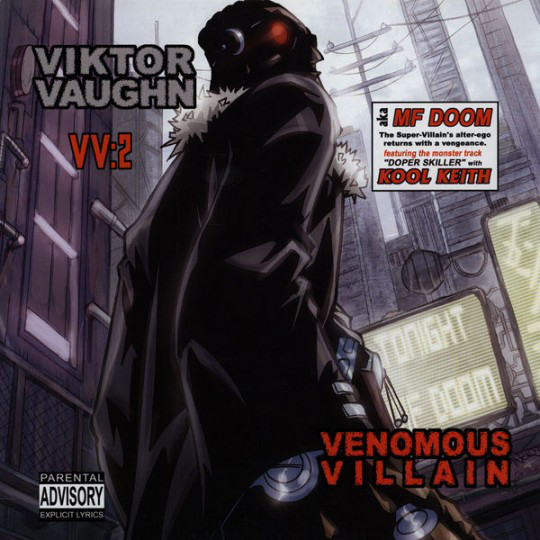 VIKTOR
VAUGHN
VV:2
aka MF DOOM
The Super-Villain's alter-ego
returns with a vengeance.
featuring the monster track
"DOPER SKILLER" with
KOOL KEITH
TONIGHT
DOOM
VENOMOUS
VILLAIN
PARENTAL
ADVISORY
EXPLICIT LYRICS